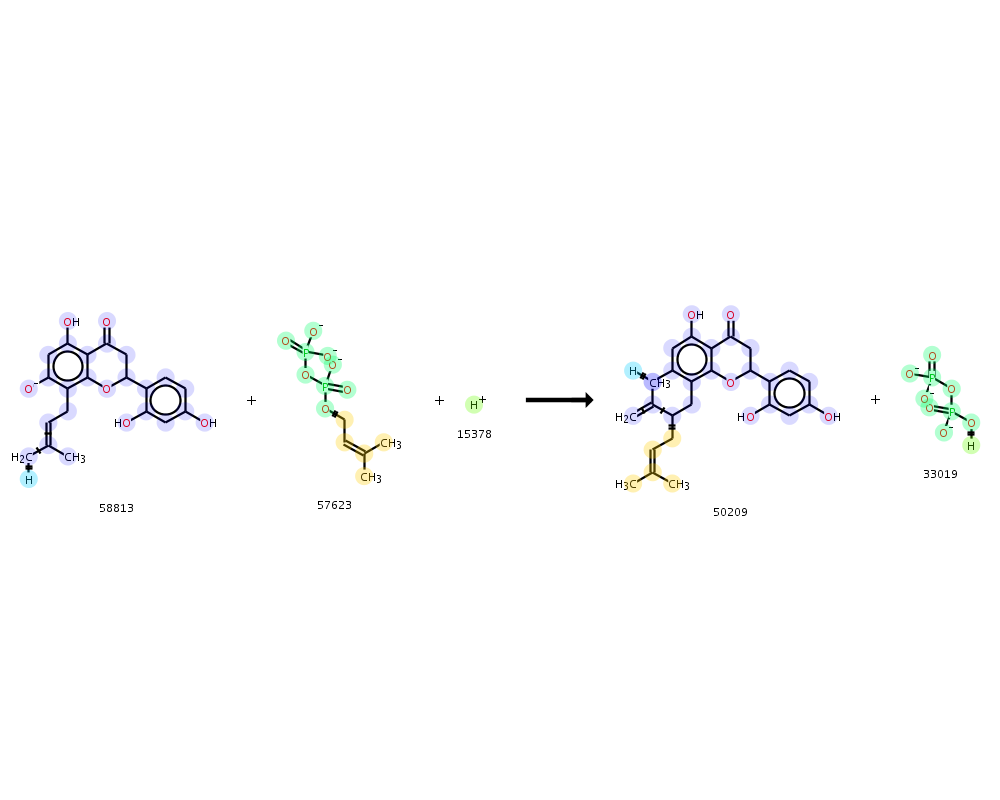 OH O
O⁻ O
HO OH
H₂C CH₃
H
58813
+
O⁻
O P O⁻
O⁻
O P O
O
CH₃
CH₃
57623
+
H⁺
15378
OH O
H CH₃ O
H₂C HO OH
H₃C CH₃
50209
+
O
O⁻ P
O⁻ O
O P
O⁻ O
H
33019